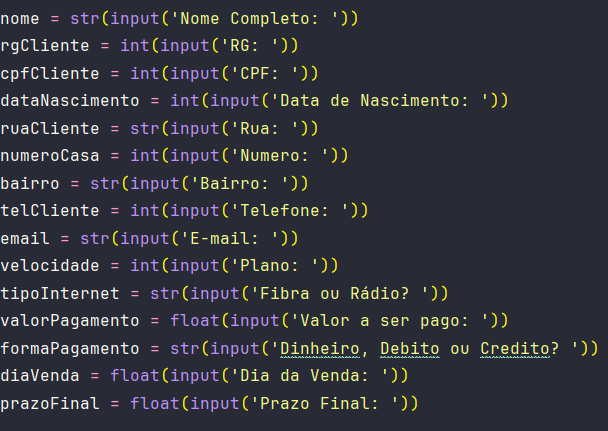 nome = str(input('Nome Completo: '))
rgCliente = int(input('RG: '))
cpfCliente = int(input('CPF: '))
dataNascimento = int(input('Data de Nascimento: '))
ruaCliente = str(input('Rua: '))
numeroCasa = int(input('Numero: '))
bairro = str(input('Bairro: '))
telCliente = int(input('Telefone: '))
email = str(input('E-mail: '))
velocidade = int(input('Plano: '))
tipoInternet = str(input('Fibra ou Rádio? '))
valorPagamento = float(input('Valor a ser pago: '))
formaPagamento = str(input('Dinheiro, Debito ou Credito? '))
diaVenda = float(input('Dia da Venda: '))
prazoFinal = float(input('Prazo Final: '))